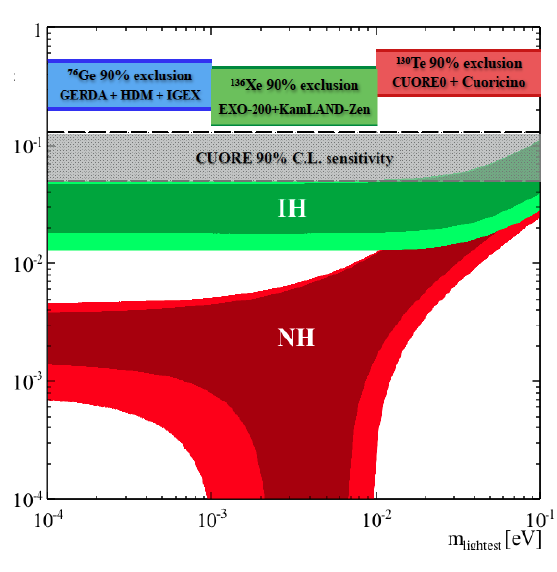 1
⁷⁶Ge 90% exclusion
GERDA + HDM + IGEX
¹³⁶Xe 90% exclusion
EXO-200+KamLAND-Zen
¹³⁰Te 90% exclusion
CUORE0 + Cuoricino
10⁻¹
CUORE 90% C.L. sensitivity
IH
10⁻²
NH
10⁻³
10⁻⁴
10⁻⁴ 10⁻³ 10⁻² 10⁻¹
m_lightest [eV]